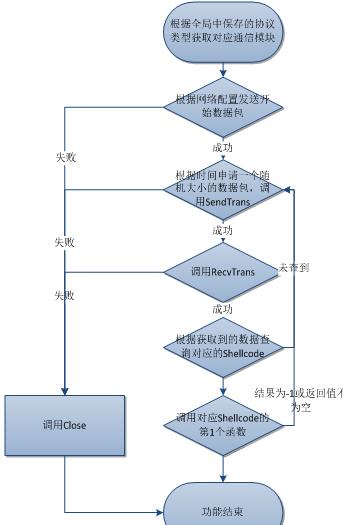 根据全局中保存的协议
类型获取对应通信模块
根据网络配置发送开
始数据包
失败
成功
根据时间申请一个随
机大小的数据包，调
用SendTrans
失败
成功
调用RecvTrans
未查到
失败
成功
根据获取到的数据查
询对应的Shellcode
结果为-1或返回值不
为空
调用对应Shellcode的
第1个函数
调用Close
功能结束